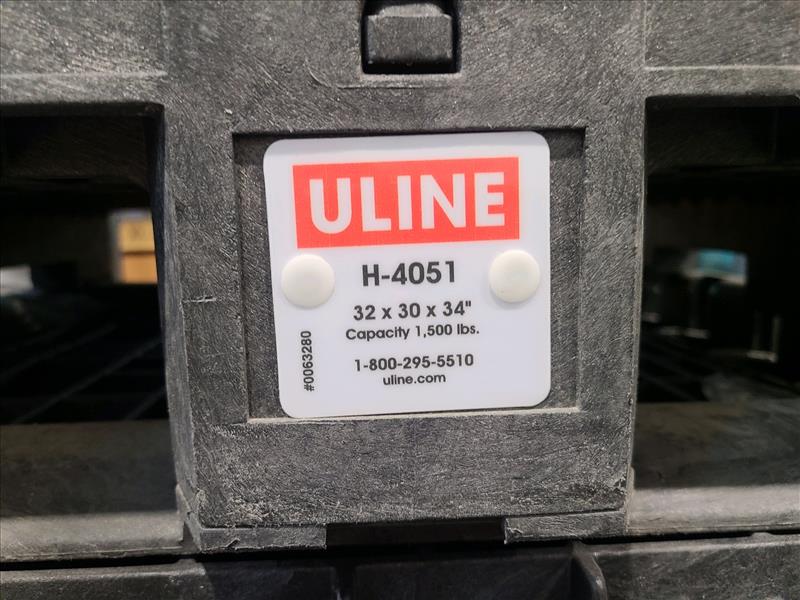 ULINE
H-4051
32 x 30 x 34"
Capacity 1,500 lbs.
1-800-295-5510
uline.com
#0063280